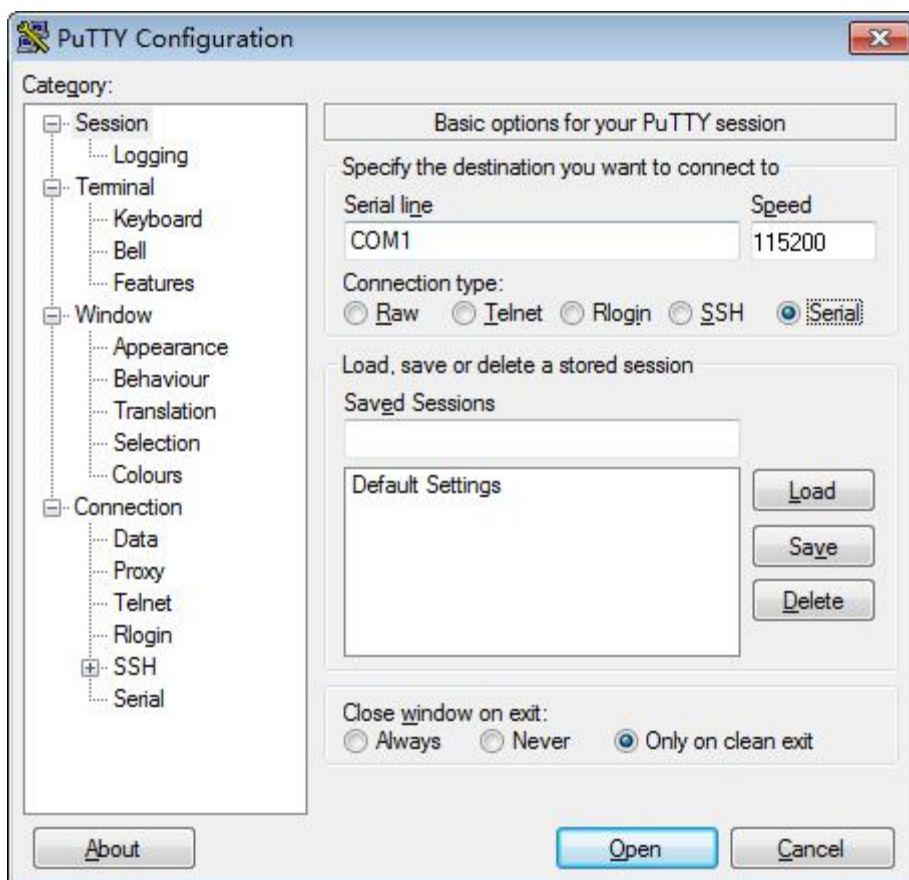 PuTTY Configuration
Category:
Session
Logging
Terminal
Keyboard
Bell
Features
Window
Appearance
Behaviour
Translation
Selection
Colours
Connection
Data
Proxy
Telnet
Rlogin
SSH
Serial
Basic options for your PuTTY session
Specify the destination you want to connect to
Serial line Speed
COM1 115200
Connection type:
Raw Telnet Rlogin SSH Serial
Load, save or delete a stored session
Saved Sessions
Default Settings
Load
Save
Delete
Close window on exit:
Always Never Only on clean exit
About Open Cancel